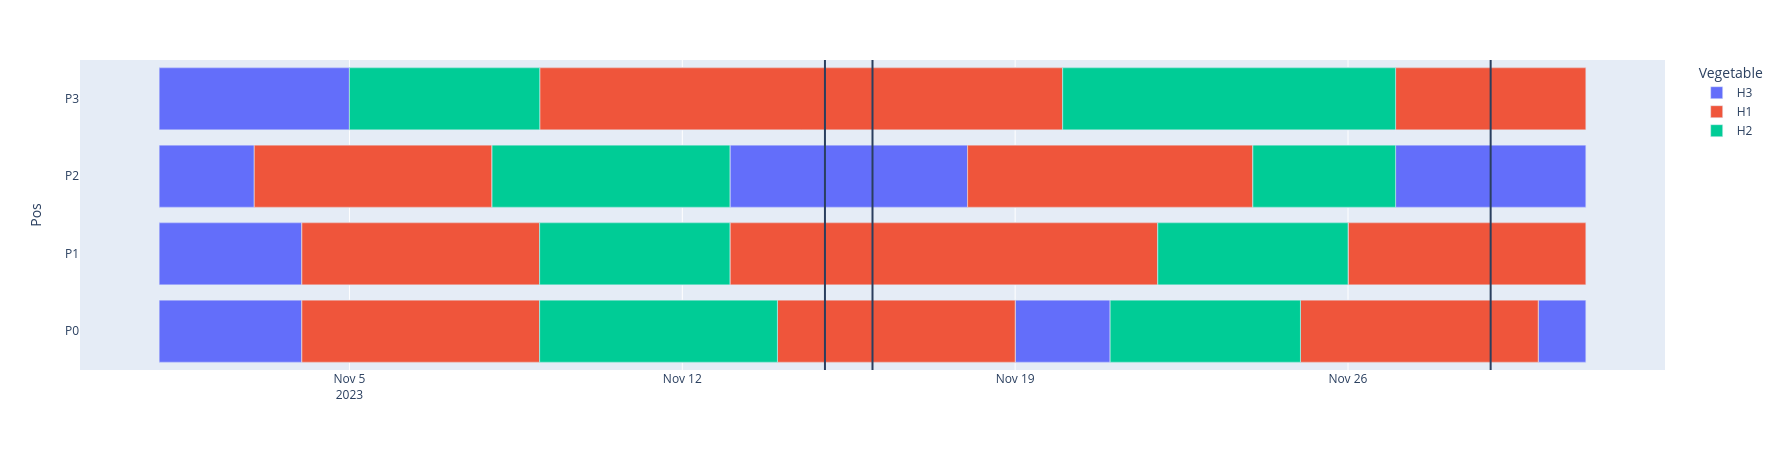 Pos
P3
P2
P1
P0
Nov 5
2023
Nov 12
Nov 19
Nov 26
Vegetable
H3
H1
H2